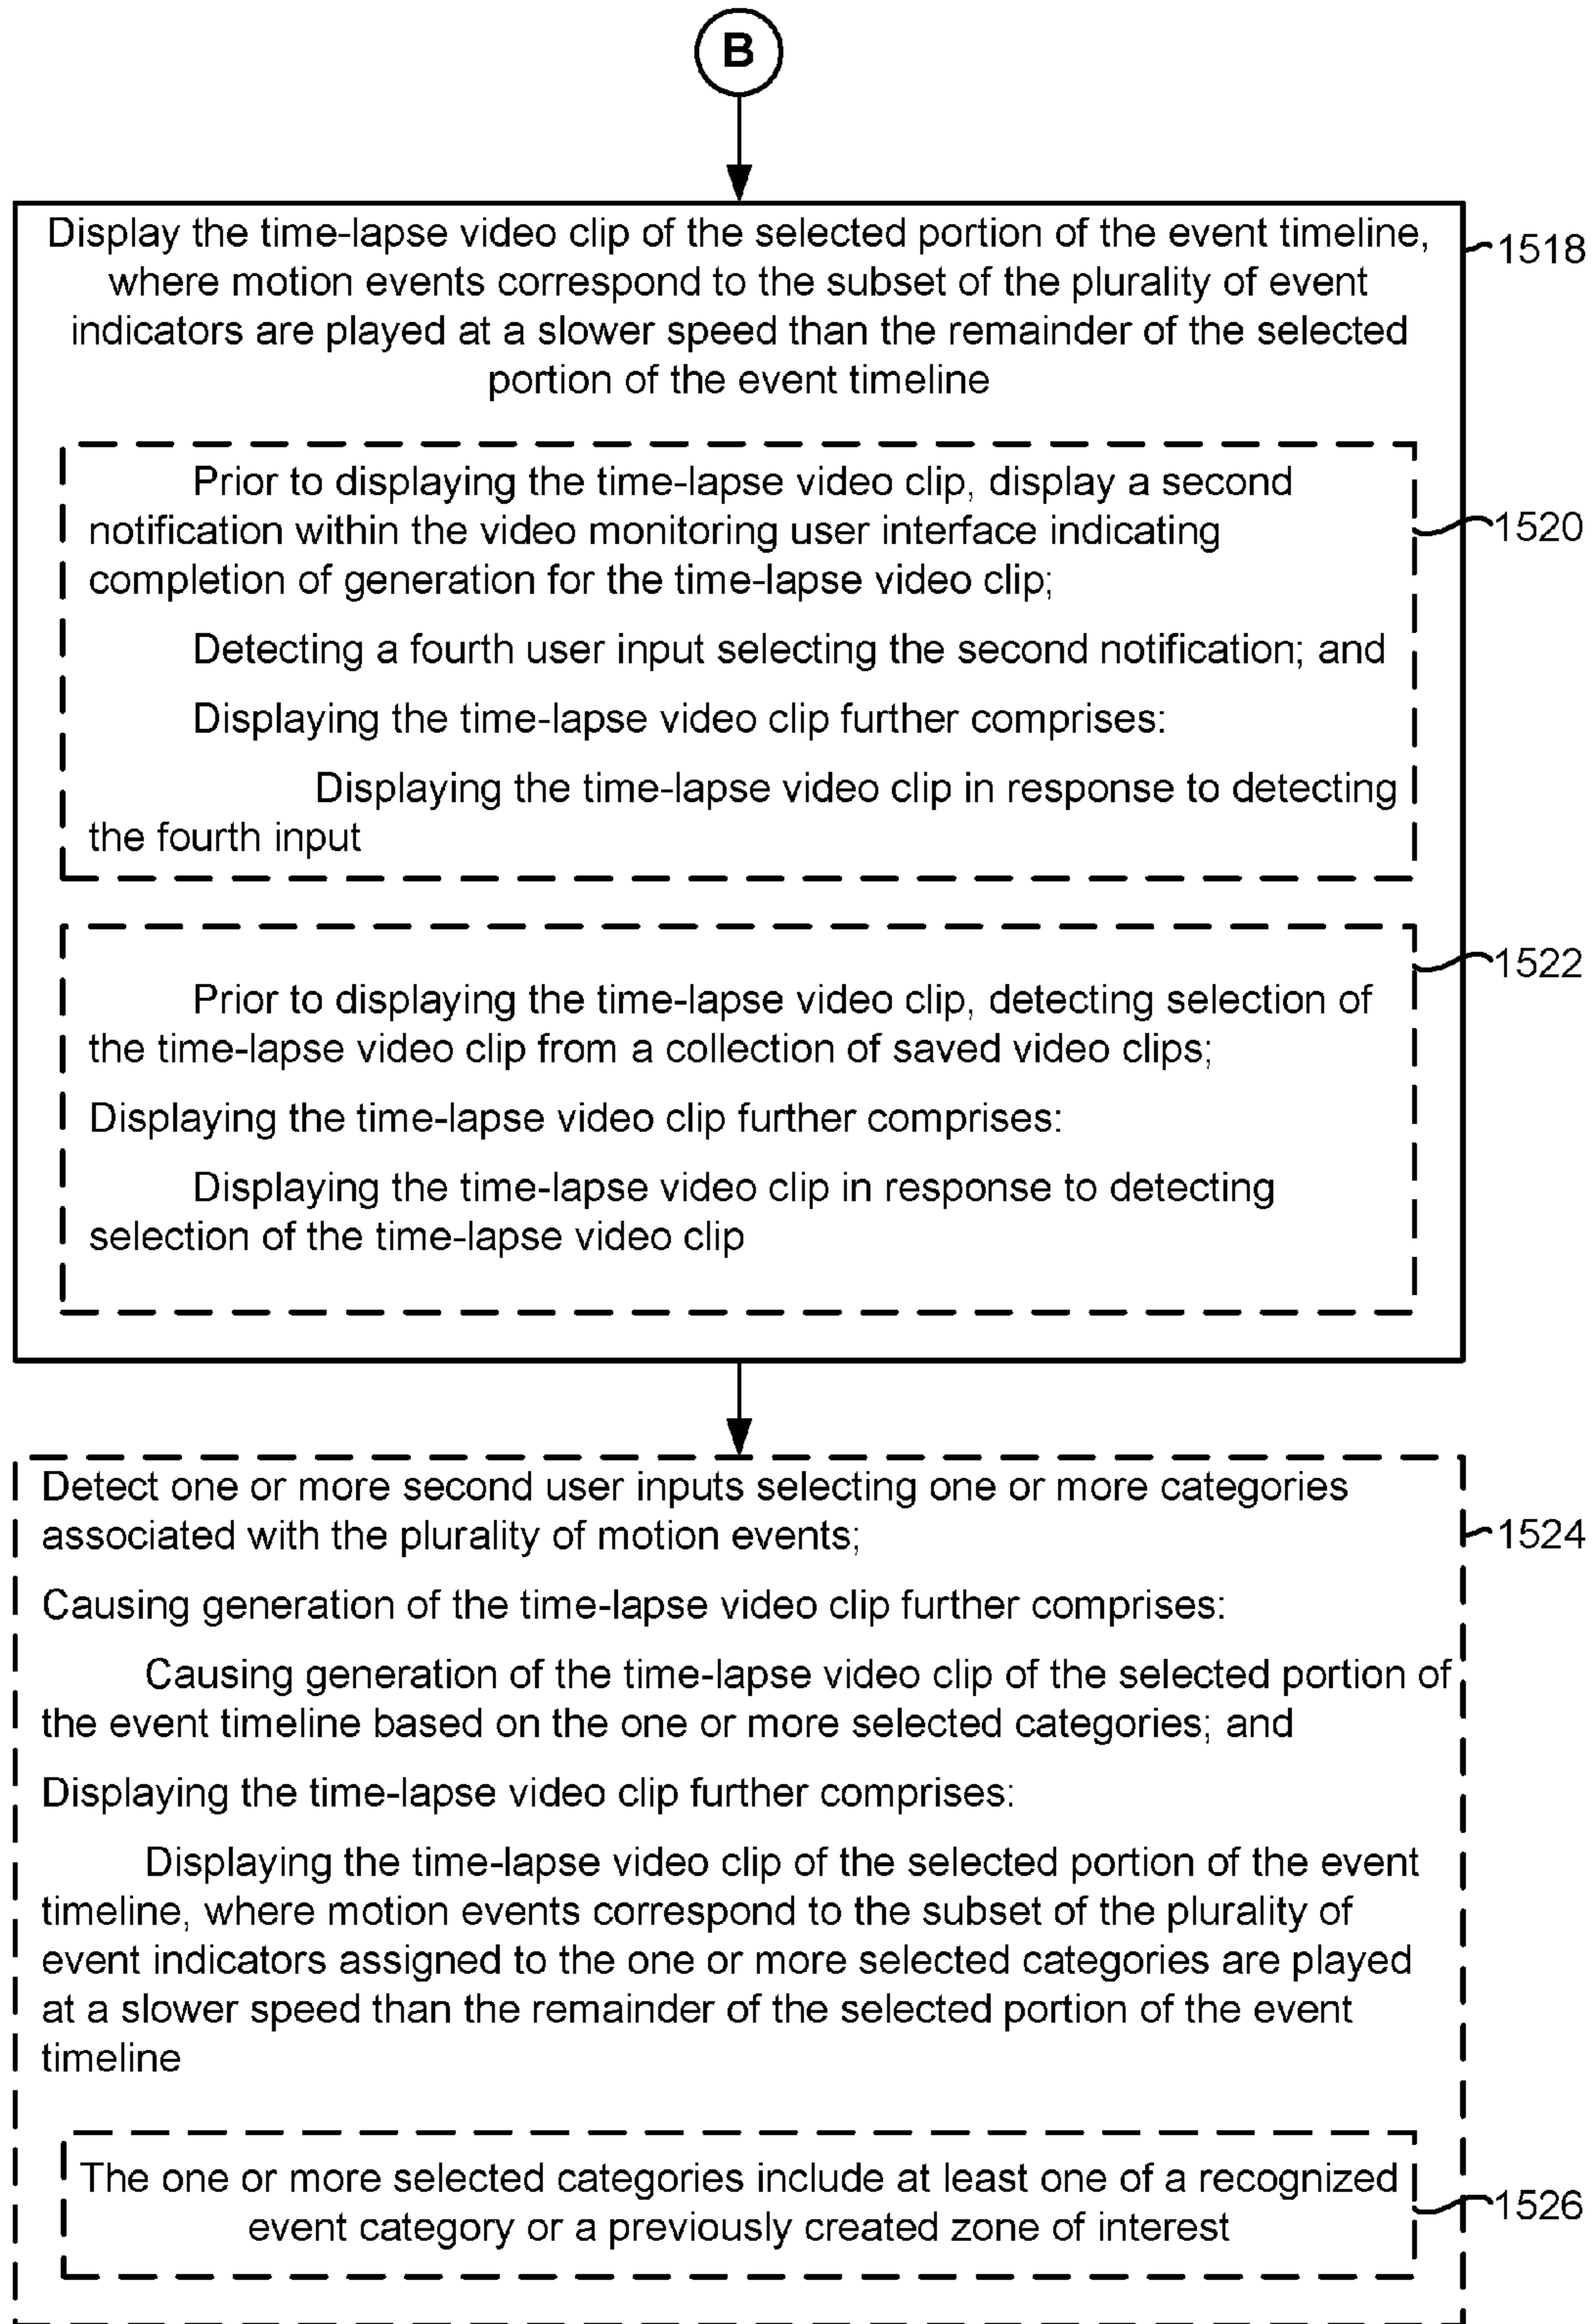 B
Display the time-lapse video clip of the selected portion of the event timeline,
where motion events correspond to the subset of the plurality of event
indicators are played at a slower speed than the remainder of the selected
portion of the event timeline
1518
Prior to displaying the time-lapse video clip, display a second
notification within the video monitoring user interface indicating
completion of generation for the time-lapse video clip;
1520
Detecting a fourth user input selecting the second notification; and
Displaying the time-lapse video clip further comprises:
Displaying the time-lapse video clip in response to detecting
the fourth input
1522
Prior to displaying the time-lapse video clip, detecting selection of
the time-lapse video clip from a collection of saved video clips;
Displaying the time-lapse video clip further comprises:
Displaying the time-lapse video clip in response to detecting
selection of the time-lapse video clip
Detect one or more second user inputs selecting one or more categories
associated with the plurality of motion events;
1524
Causing generation of the time-lapse video clip further comprises:
Causing generation of the time-lapse video clip of the selected portion of
the event timeline based on the one or more selected categories; and
Displaying the time-lapse video clip further comprises:
Displaying the time-lapse video clip of the selected portion of the event
timeline, where motion events correspond to the subset of the plurality of
event indicators assigned to the one or more selected categories are played
at a slower speed than the remainder of the selected portion of the event
timeline
The one or more selected categories include at least one of a recognized
event category or a previously created zone of interest
1526